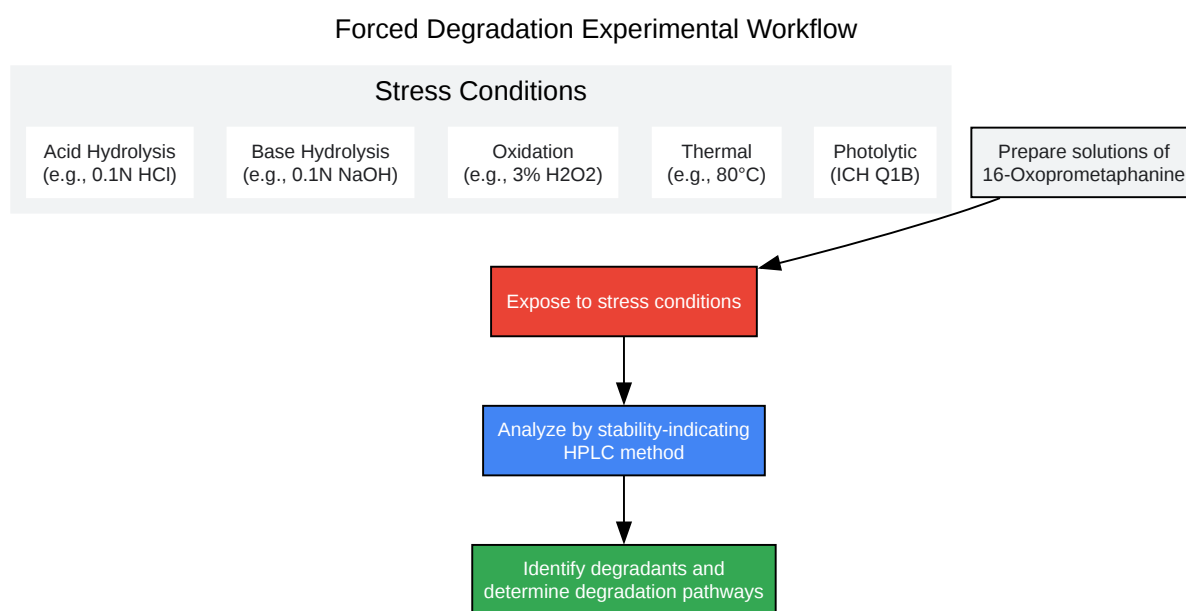 Forced Degradation Experimental Workflow
Stress Conditions
Acid Hydrolysis
(e.g., 0.1N HCl)
Base Hydrolysis
(e.g., 0.1N NaOH)
Oxidation
(e.g., 3% H2O2)
Thermal
(e.g., 80°C)
Photolytic
(ICH Q1B)
Prepare solutions of
16-Oxoprometaphanine
Expose to stress conditions
Analyze by stability-indicating
HPLC method
Identify degradants and
determine degradation pathways